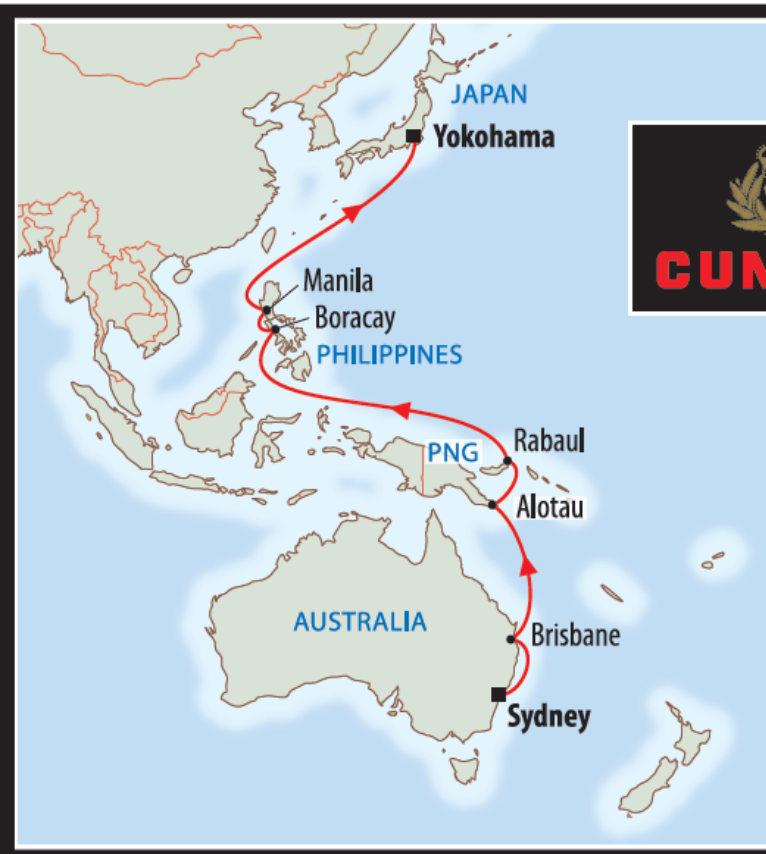 JAPAN
Yokohama
CUN
Manila
Boracay
PHILIPPINES
PNG
Rabaul
Alotau
AUSTRALIA
Brisbane
Sydney